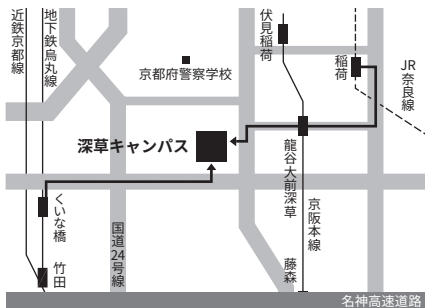 近鉄京都線
地下鉄烏丸線
京都府警察学校
伏見稲荷
稲荷
JR奈良線
深草キャンパス
龍谷大前深草
京阪本線
くいな橋
竹田
国道24号線
藤森
名神高速道路